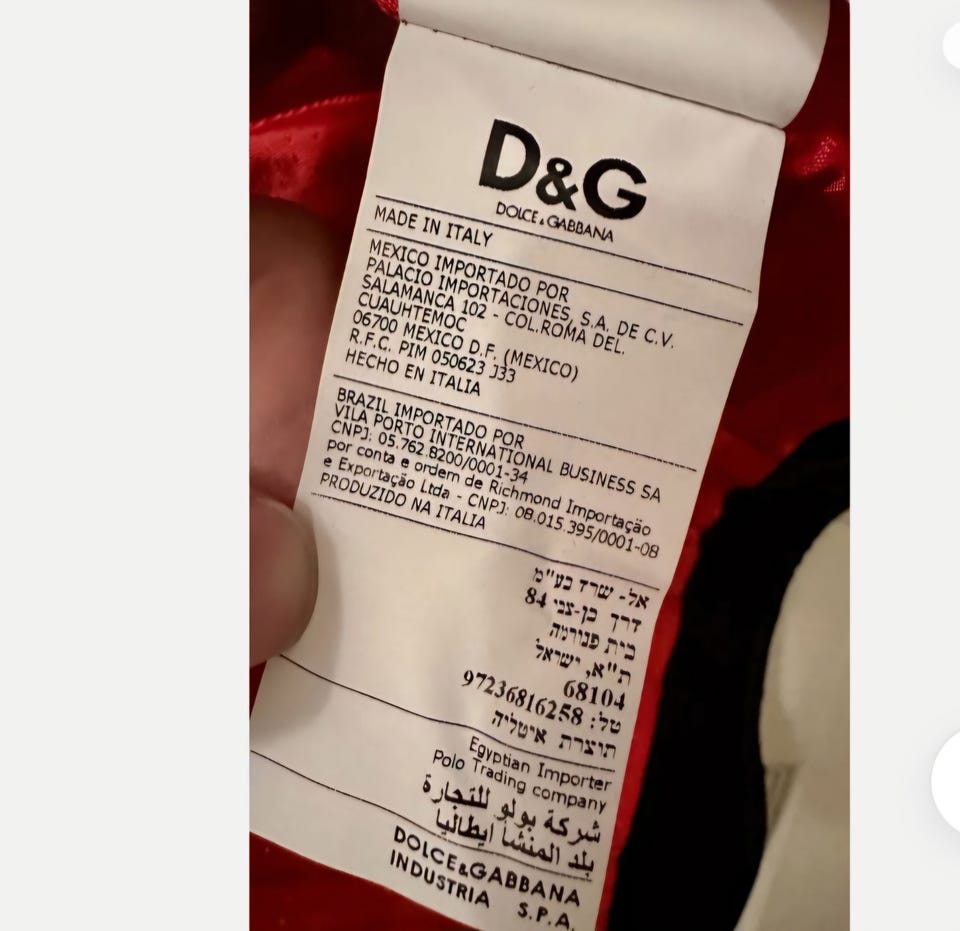 D&G
DOLCE & GABBANA
MADE IN ITALY
MEXICO IMPORTADO POR
PALACIO IMPORTACIONES, S.A. DE C.V.
SALAMANCA 102 - COL.ROMA DEL.
CUAUHTEMOC
06700 MEXICO D.F. (MEXICO)
R.F.C. PIM 050623 J33
HECHO EN ITALIA
BRAZIL IMPORTADO POR
VILA PORTO INTERNATIONAL BUSINESS SA
CNPJ: 05.762.8200/0001-34
por conta e ordem de Richmond Importação
e Exportação Ltda - CNPJ: 08.015.395/0001-08
PRODUZIDO NA ITALIA
אל- שרד בע"מ
דרך בן-צבי 84
בית פנורמה
ת"א, ישראל
68104
טל: 97236816258
תוצרת איטליה
Egyptian Importer
Polo Trading company
شركة بولو للتجارة
بلد المنشأ ايطاليا
DOLCE&GABBANA
INDUSTRIA S.P.A.